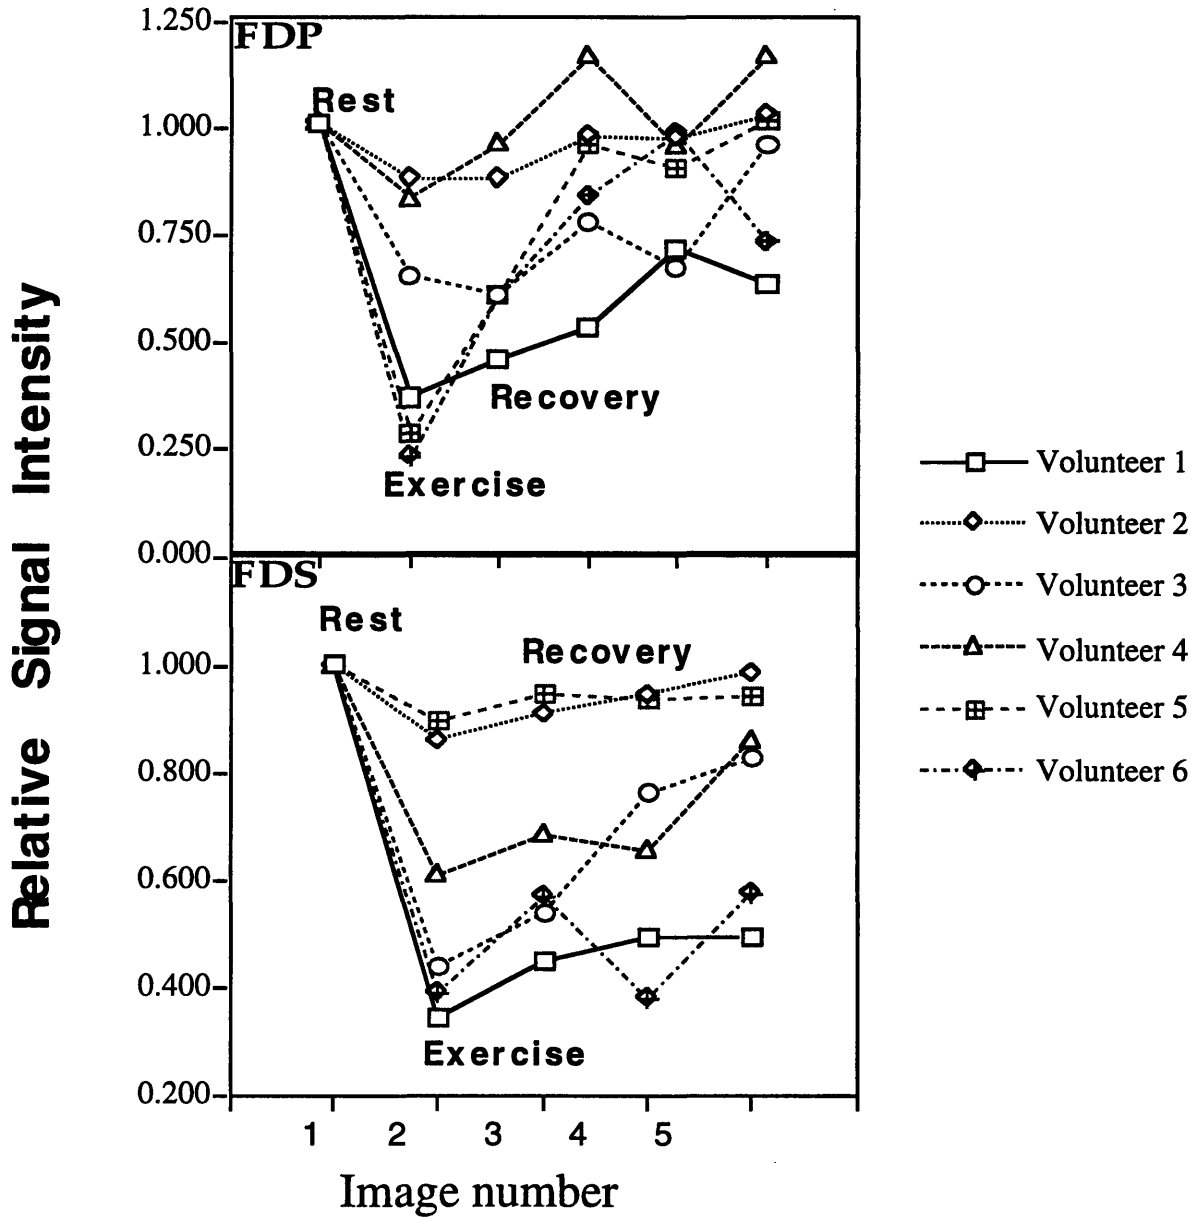 1.250
FDP
Rest
1.000
0.750
0.500
Recovery
0.250
Exercise
0.000
FDS
Rest
Recovery
1.000
0.800
0.600
0.400
Exercise
0.200
1 2 3 4 5
Image number
Relative Signal Intensity
Volunteer 1
Volunteer 2
Volunteer 3
Volunteer 4
Volunteer 5
Volunteer 6